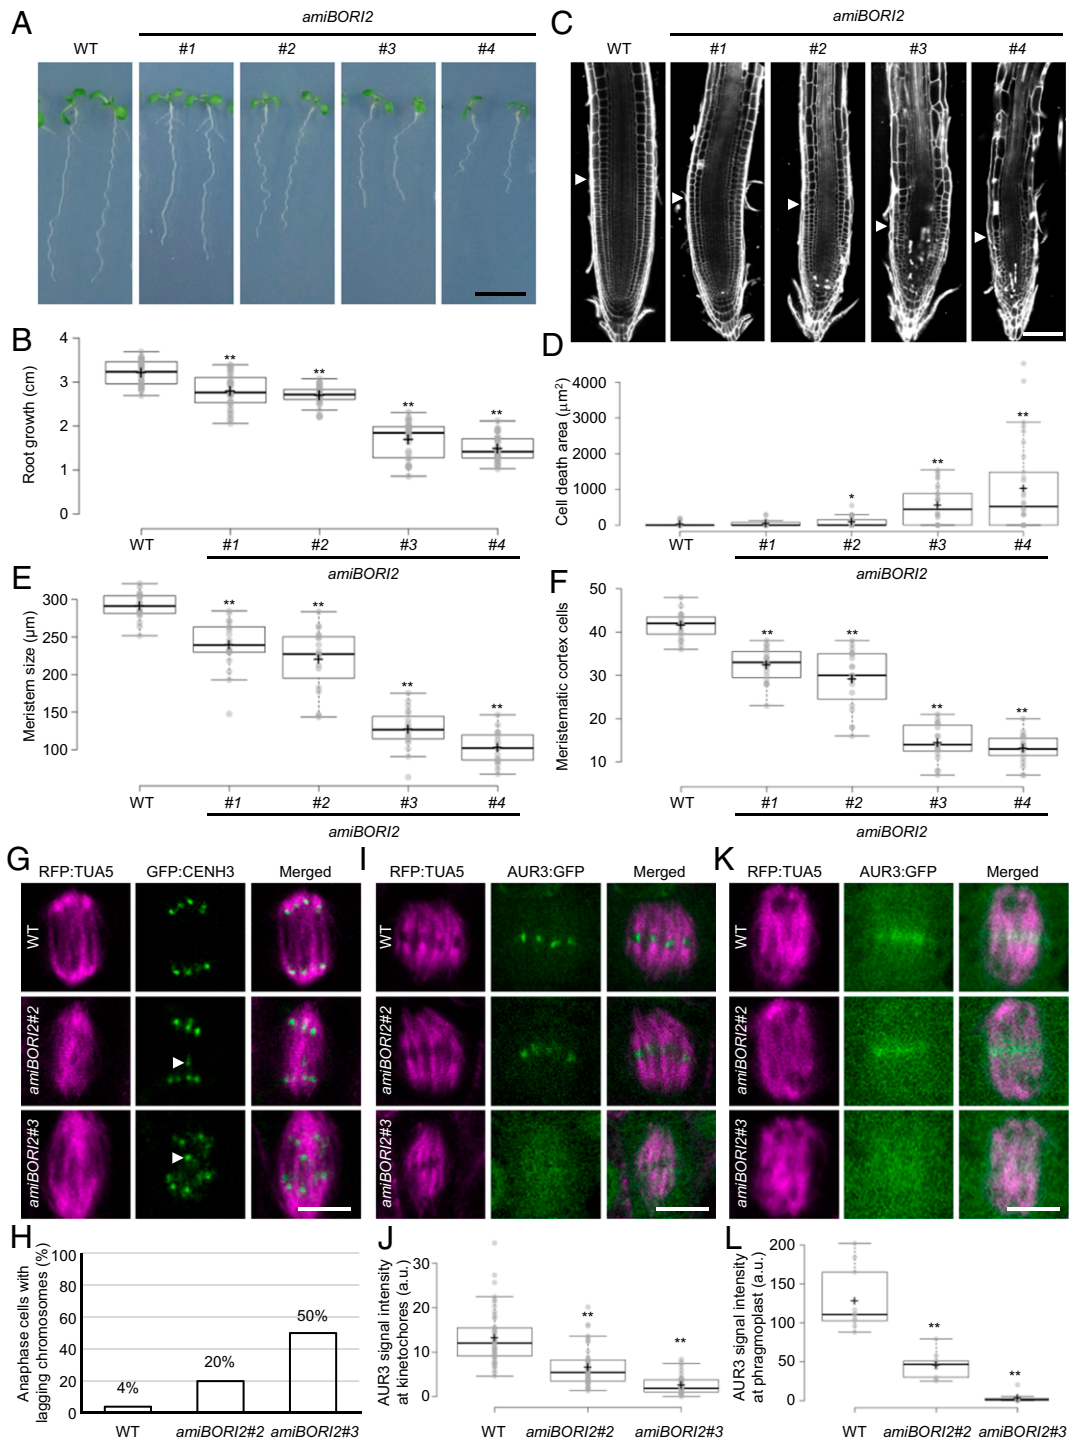 A
amiBORI2
WT #1 #2 #3 #4
C
amiBORI2
WT #1 #2 #3 #4
B
Root growth (cm)
4
3
2
1
0
** ** ** **
WT #1 #2 #3 #4
amiBORI2
D
Cell death area (μm²)
4000
3000
2000
1000
0
* ** **
WT #1 #2 #3 #4
amiBORI2
E
Meristem size (μm)
300
250
200
150
100
** ** ** **
WT #1 #2 #3 #4
amiBORI2
F
Meristematic cortex cells
50
40
30
20
10
** ** ** **
WT #1 #2 #3 #4
amiBORI2
G
RFP:TUA5 GFP:CENH3 Merged
WT
amiBORI2#2
amiBORI2#3
I
RFP:TUA5 AUR3:GFP Merged
WT
amiBORI2#2
amiBORI2#3
K
RFP:TUA5 AUR3:GFP Merged
WT
amiBORI2#2
amiBORI2#3
H
Anaphase cells with
lagging chromosomes (%)
100
80
60
40
20
0
4% 20% 50%
WT amiBORI2#2 amiBORI2#3
J
AUR3 signal intensity
at kinetochores (a.u.)
30
20
10
0
** **
WT amiBORI2#2 amiBORI2#3
L
AUR3 signal intensity
at phragmoplast (a.u.)
200
150
100
50
0
** **
WT amiBORI2#2 amiBORI2#3